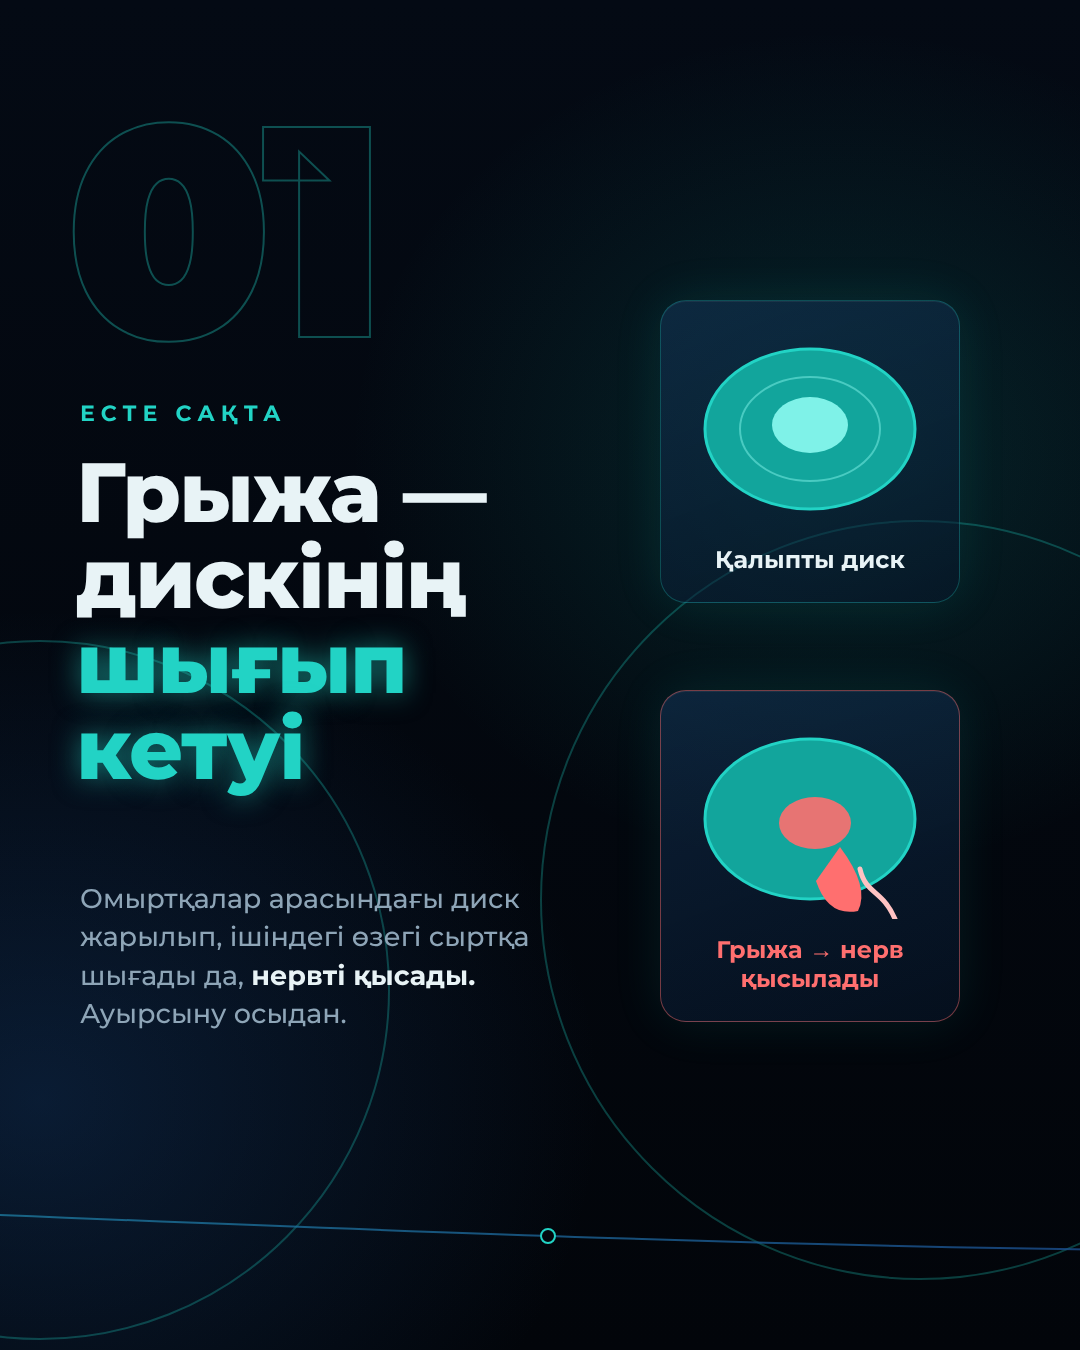 01
ЕСТЕ САҚТА
Грыжа —
дискінің
шығып
кетуі
Омыртқалар арасындағы диск
жарылып, ішіндегі өзегі сыртқа
шығады да, нервті қысады.
Ауырсыну осыдан.
Қалыпты диск
Грыжа → нерв
қысылады